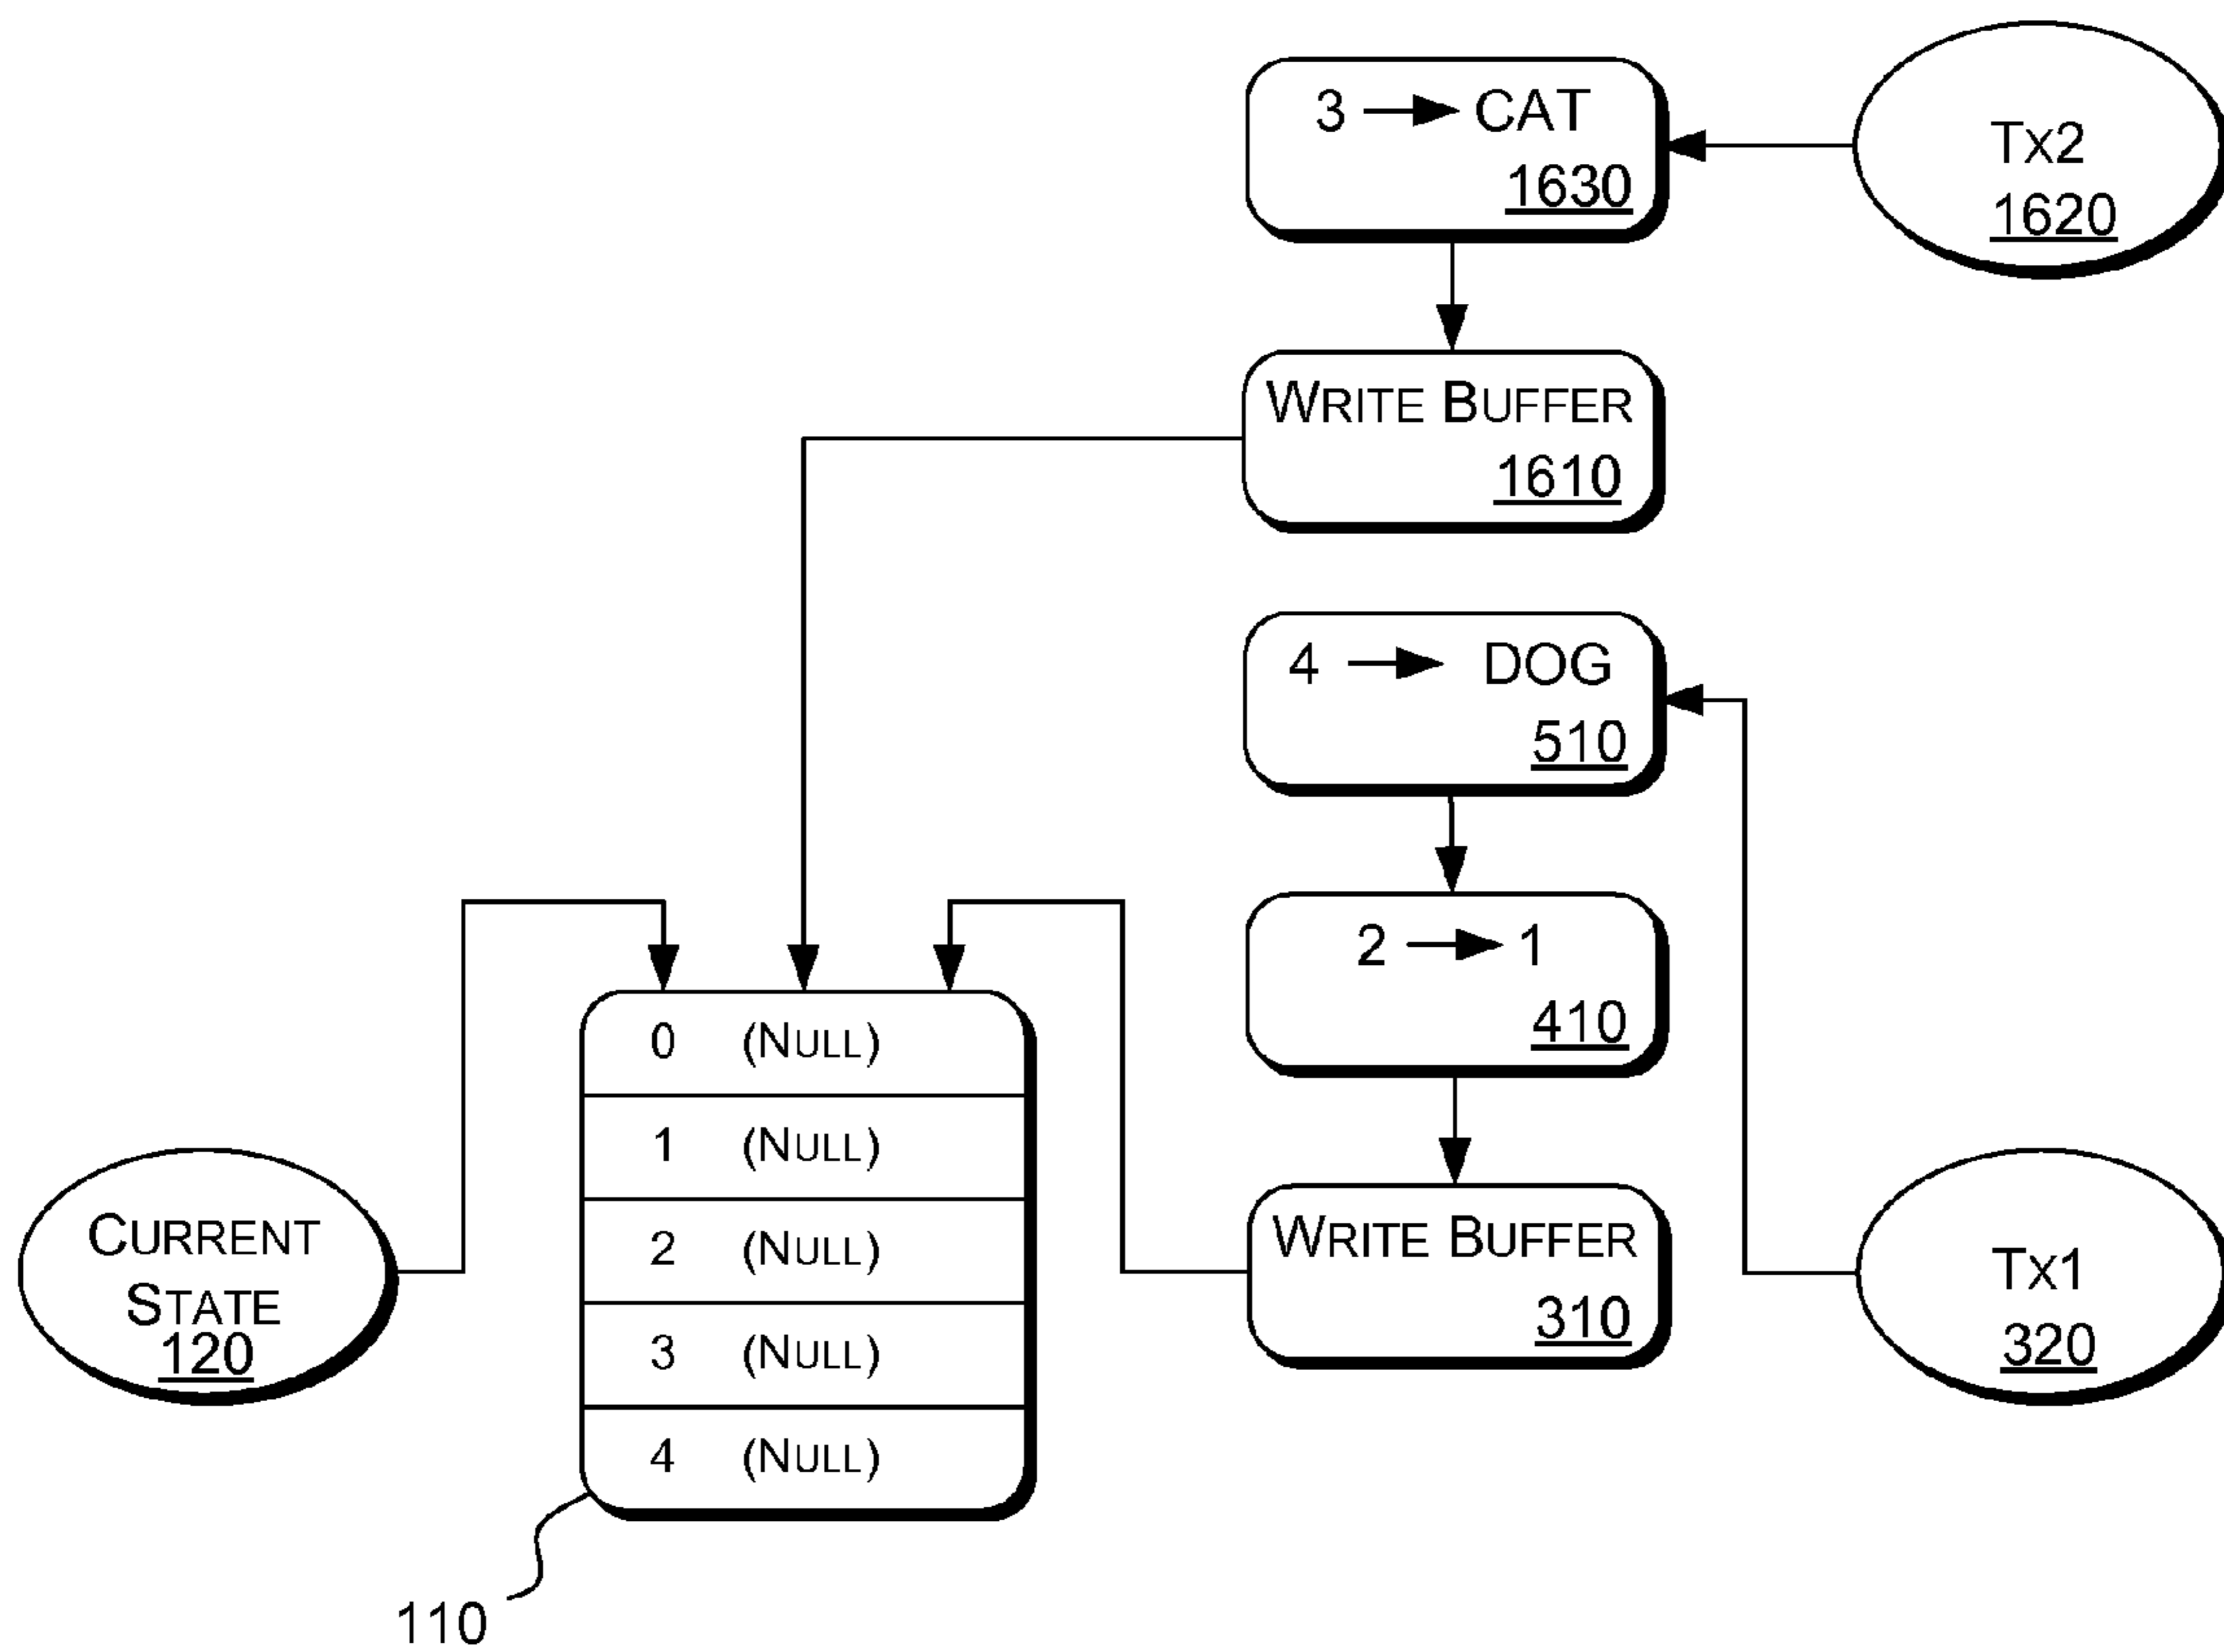 3 → CAT
1630
TX2
1620
WRITE BUFFER
1610
4 → DOG
510
2 → 1
410
WRITE BUFFER
310
TX1
320
CURRENT
STATE
120
0 (NULL)
1 (NULL)
2 (NULL)
3 (NULL)
4 (NULL)
110